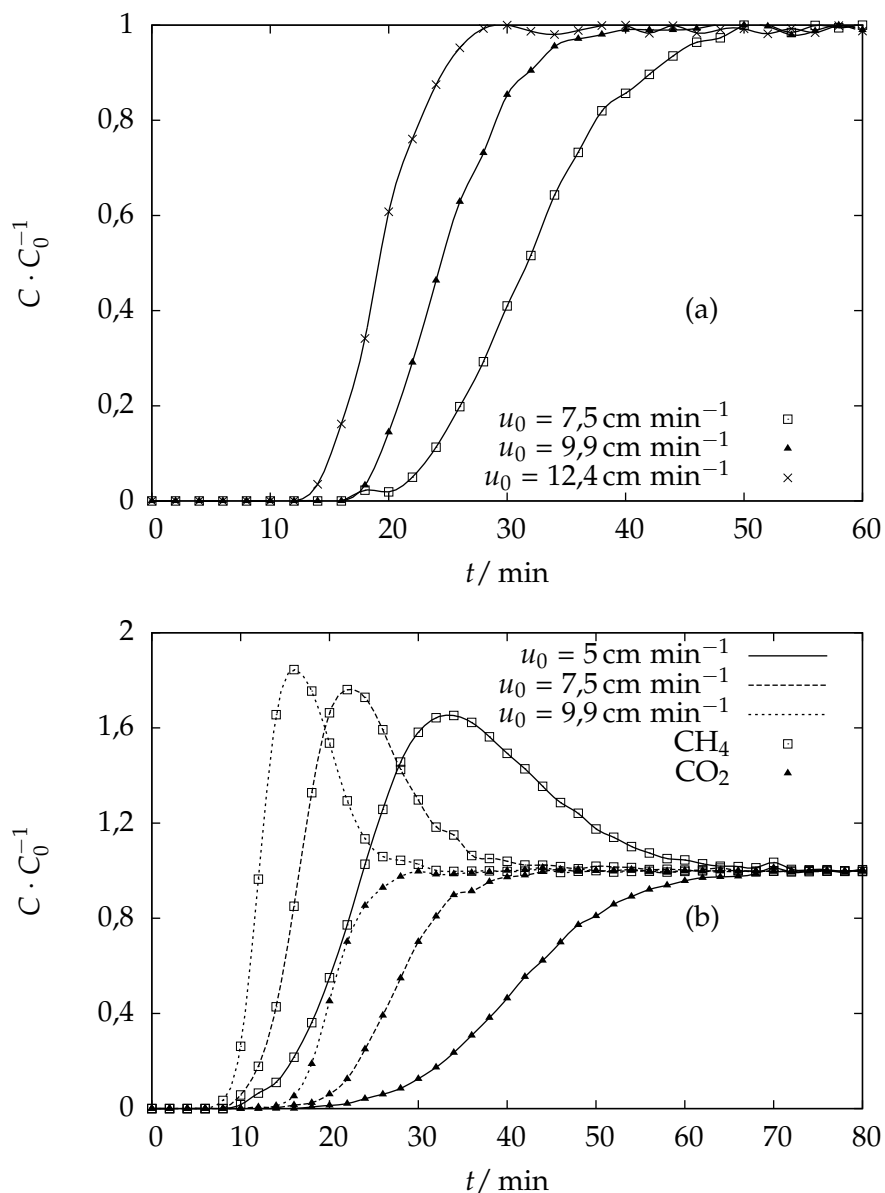 1
0,8
0,6
0,4
0,2
0
C · C₀⁻¹
(a)
u₀ = 7,5 cm min⁻¹
u₀ = 9,9 cm min⁻¹
u₀ = 12,4 cm min⁻¹
0 10 20 30 40 50 60
t / min
2
1,6
1,2
0,8
0,4
0
C · C₀⁻¹
u₀ = 5 cm min⁻¹
u₀ = 7,5 cm min⁻¹
u₀ = 9,9 cm min⁻¹
CH₄
CO₂
(b)
0 10 20 30 40 50 60 70 80
t / min